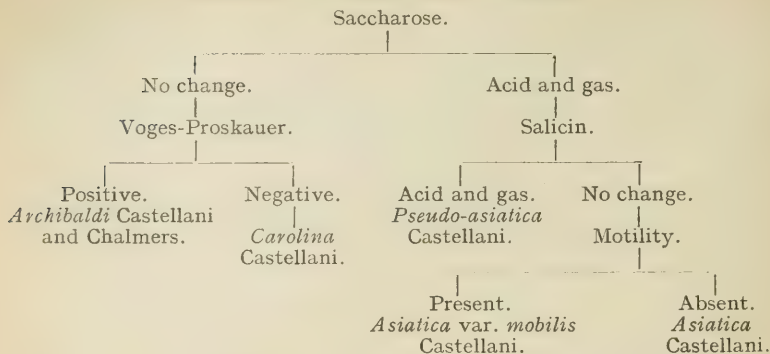 Saccharose.
No change. Acid and gas.
Voges-Proskauer. Salicin.
Positive. Negative. Acid and gas. No change.
Archibaldi Castellani Pseudo-asiatica
and Chalmers. Carolina Castellani. Motility.
Castellani.
Present. Absent.
Asiatica var. mobilis Asiatica
Castellani. Castellani.